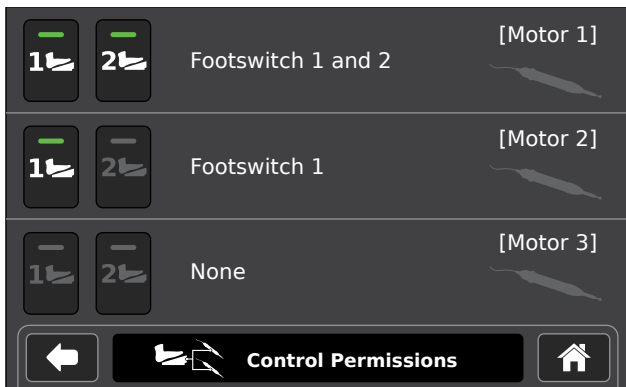 [Motor 1]
1 2 Footswitch 1 and 2
[Motor 2]
1 2 Footswitch 1
[Motor 3]
1 2 None
Control Permissions